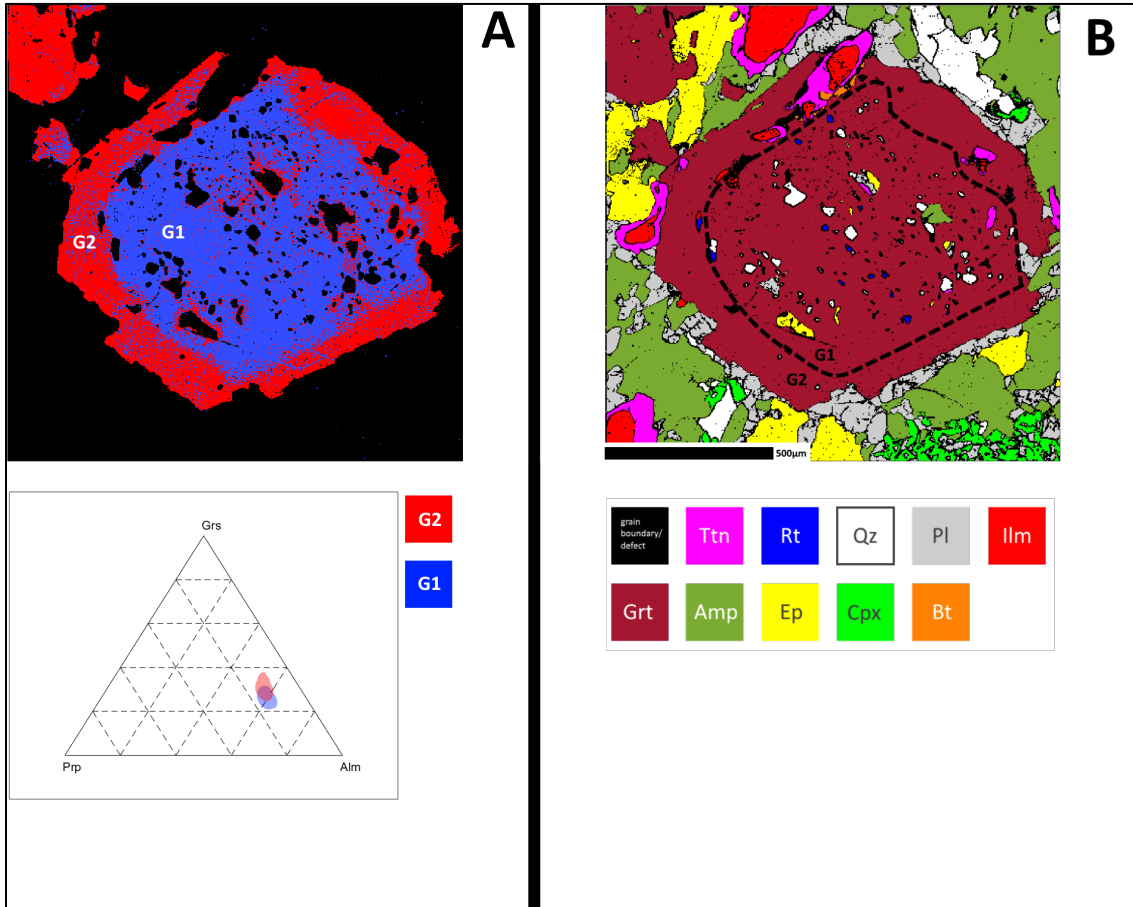 A
G2
G1
Grs
Prp
Alm
G2
G1
B
G1
G2
500µm
grain
boundary/
defect
Ttn
Rt
Qz
Pl
Ilm
Grt
Amp
Ep
Cpx
Bt